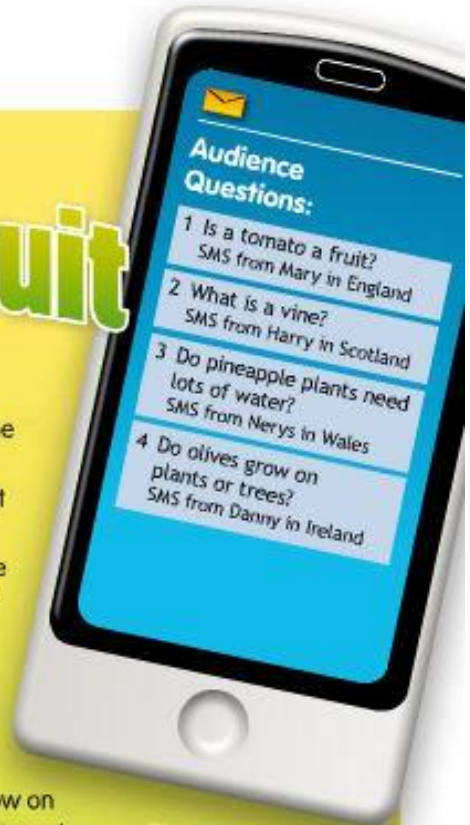 uit
Audience
Questions:
1 Is a tomato a fruit?
SMS from Mary in England
2 What is a vine?
SMS from Harry in Scotland
3 Do pineapple plants need
lots of water?
SMS from Nerys in Wales
4 Do olives grow on
plants or trees?
SMS from Danny in Ireland
ow on